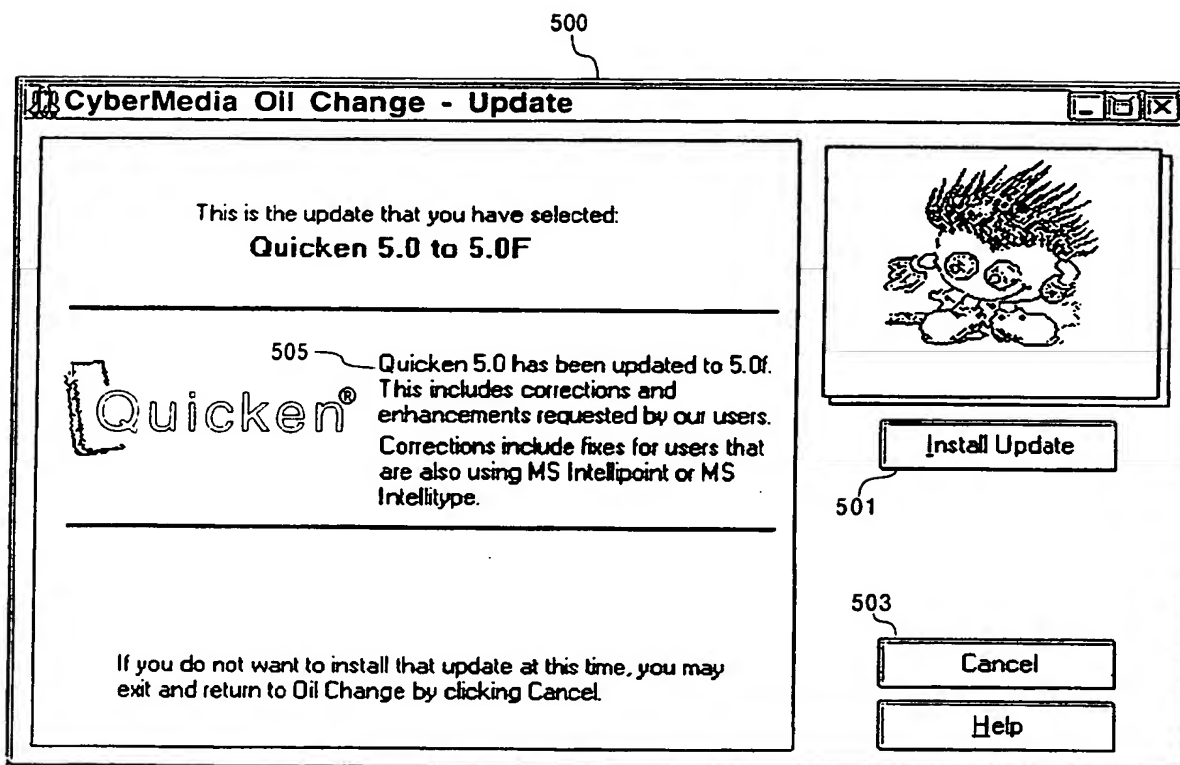 500
CyberMedia Oil Change - Update
This is the update that you have selected:
Quicken 5.0 to 5.0F
505
Quicken®
Quicken 5.0 has been updated to 5.0f.
This includes corrections and
enhancements requested by our users.
Corrections include fixes for users that
are also using MS Intellipoint or MS
Intellitype.
If you do not want to install that update at this time, you may
exit and return to Oil Change by clicking Cancel.
Install Update
501
503
Cancel
Help